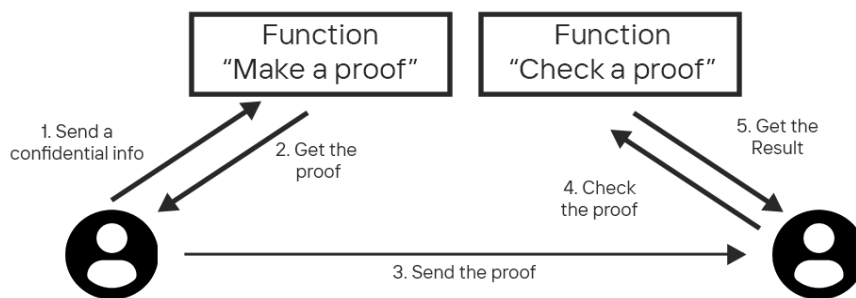 Function
“Make a proof”
Function
“Check a proof”
1. Send a
confidential info
2. Get the
proof
5. Get the
Result
4. Check
the proof
3. Send the proof